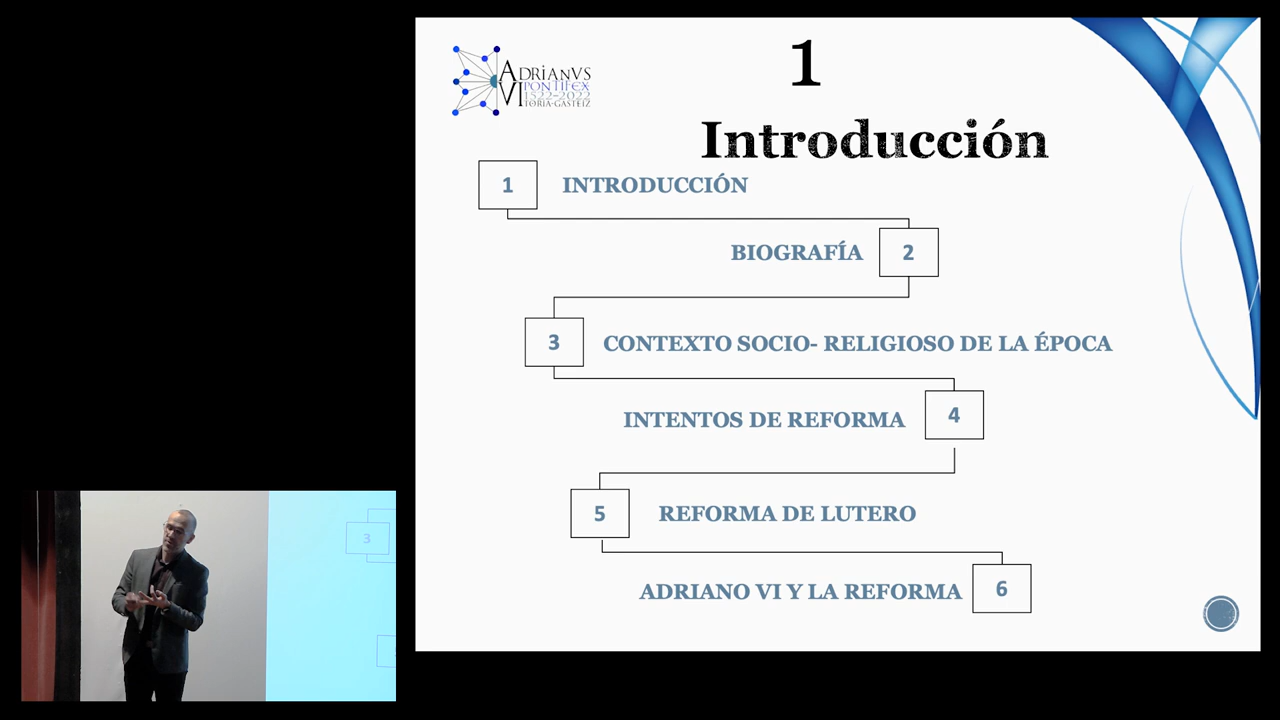 ADRIANVS
VI PONTIFEX
1522-2022
VITORIA-GASTEIZ
1
Introducción
1 INTRODUCCIÓN
BIOGRAFÍA 2
3 CONTEXTO SOCIO- RELIGIOSO DE LA ÉPOCA
INTENTOS DE REFORMA 4
5 REFORMA DE LUTERO
ADRIANO VI Y LA REFORMA 6
3